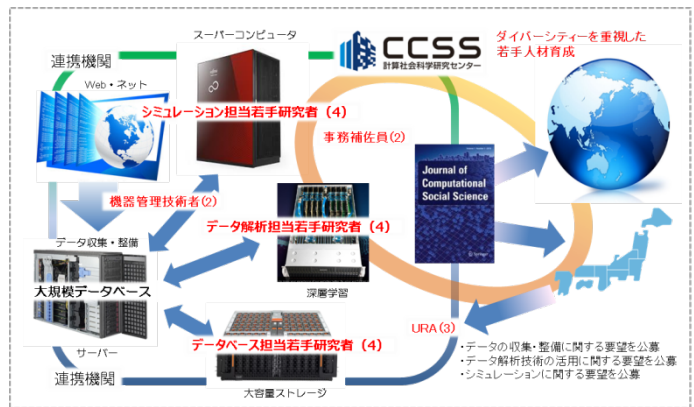 スーパーコンピュータ
連携機関
Web・ネット
CCSS
計算社会科学研究センター
ダイバーシティーを重視した
若手人材育成
シミュレーション担当若手研究者（4）
事務補佐員（2）
機器管理技術者（2）
Journal of
Computational
Social Science
データ収集・整備
データ解析担当若手研究者（4）
大規模データベース
深層学習
サーバー
データベース担当若手研究者（4）
URA（3）
連携機関
大容量ストレージ
・データの収集・整備に関する要望を公募
・データ解析技術の活用に関する要望を公募
・シミュレーションに関する要望を公募